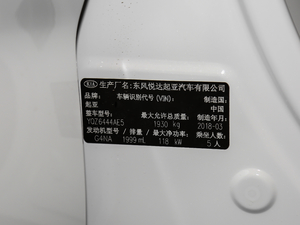 KIA 生产厂名:东风悦达起亚汽车有限公司
品牌: 车辆识别代号(VIN): 制造国:
起亚 中国
整车型号: 最大允许总质量: 制造年月:
YQZ6444AE5 1930 kg 2018-03
发动机型号/排量/最大净功率: 乘坐人数:
G4NA 1999 mL 118 kW 5人